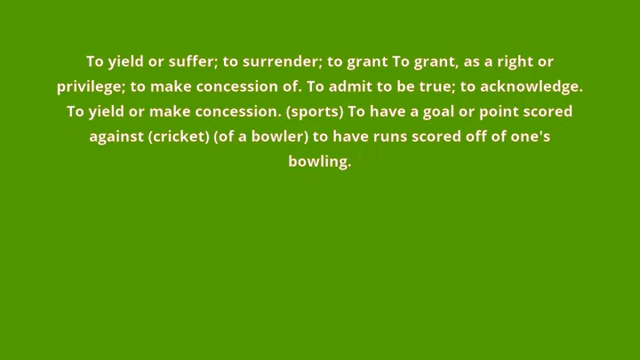 To yield or suffer; to surrender; to grant To grant, as a right or
privilege; to make concession of. To admit to be true; to acknowledge.
To yield or make concession. (sports) To have a goal or point scored
against (cricket) (of a bowler) to have runs scored off of one's
bowling.